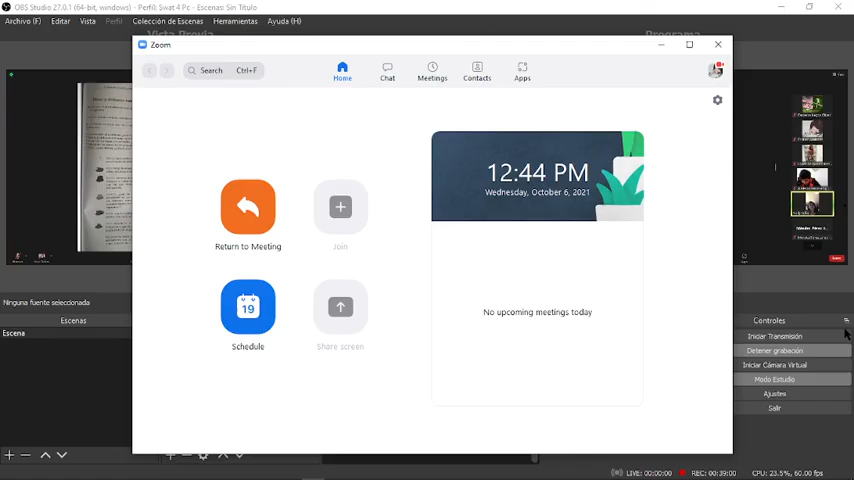 OBS Studio 27.0.1 (64-bit, windows) - Perfil: Swat 4 Pc - Escenas: Sin Título
Archivo (F) Editar Vista Perfil Colección de Escenas Herramientas Ayuda (H)
Vista Previa
Programa
Zoom
Search Ctrl+F
Home
Chat
Meetings
Contacts
Apps
12:44 PM
Wednesday, October 6, 2021
Return to Meeting
Join
19
Schedule
Share screen
No upcoming meetings today
Ninguna fuente seleccionada
Escenas
Escena
Controles
Iniciar Transmisión
Detener grabación
Iniciar Cámara Virtual
Modo Estudio
Ajustes
Salir
LIVE: 00:00:00 REC: 00:39:00 CPU: 23.5%, 60.00 fps